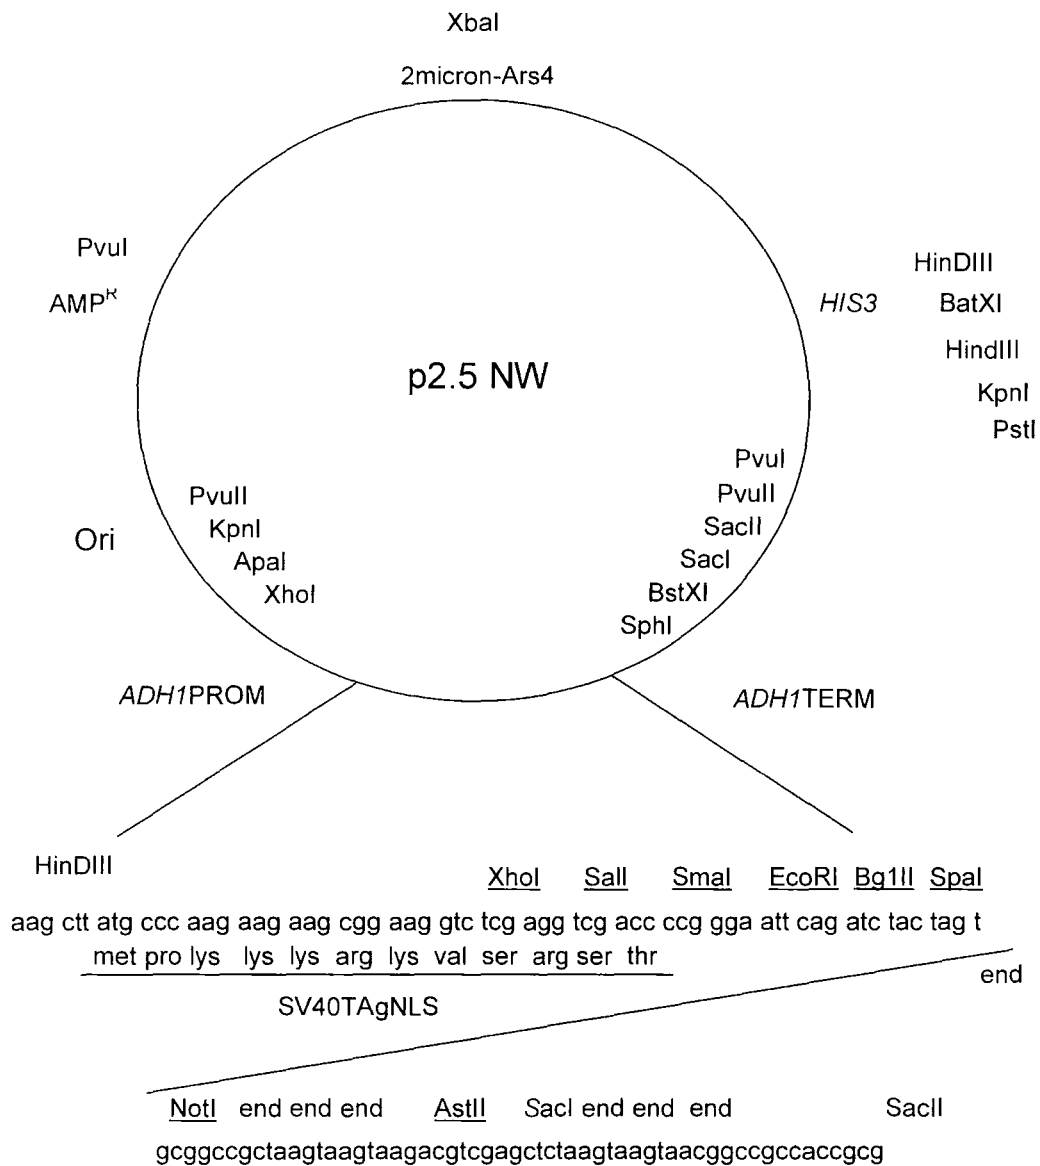 XbaI
2micron-Ars4
PvuI
HinDIII
AMPᴿ
HIS3
BatXI
HindIII
p2.5 NW
KpnI
PstI
PvuI
PvuII
PvuII
KpnI
SacII
Ori
ApaI
SacI
XhoI
BstXI
SphI
ADH1PROM
ADH1TERM
HinDIII
XhoI SalI SmaI EcoRI Bg1II SpaI
aag ctt atg ccc aag aag aag cgg aag gtc tcg agg tcg acc ccg gga att cag atc tac tag t
met pro lys lys lys arg lys val ser arg ser thr
end
SV40TAgNLS
NotI end end end AstII SacI end end end SacII
gcggccgctaagtaagtaagacgtcgagctctaagtaagtaacggccgccaccgcg